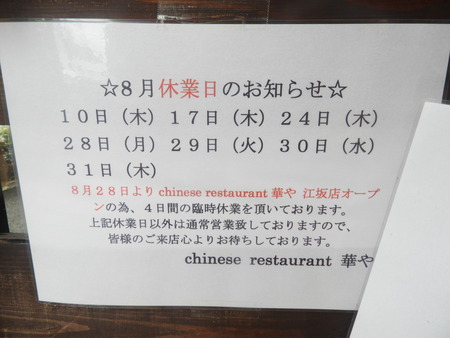 ☆８月休業日のお知らせ☆
１０日（木）１７日（木）２４日（木）
２８日（月）２９日（火）３０日（水）
３１日（木）
８月２８日より chinese restaurant 華や 江坂店オープ
ンの為、４日間の臨時休業を頂いております。
上記休業日以外は通常営業致しておりますので、
皆様のご来店心よりお待ちしております。
chinese restaurant 華や